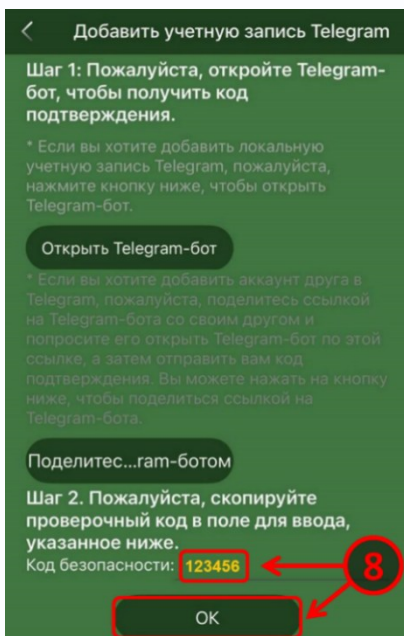 Добавить учетную запись Telegram
Шаг 1: Пожалуйста, откройте Telegram-
бот, чтобы получить код
подтверждения.
* Если вы хотите добавить локальную
учетную запись Telegram, пожалуйста,
нажмите кнопку ниже, чтобы открыть
Telegram-бот.
Открыть Telegram-бот
* Если вы хотите добавить аккаунт друга в
Telegram, пожалуйста, поделитесь ссылкой
на Telegram-бота со своим другом и
попросите его открыть Telegram-бот по этой
ссылке, а затем отправить вам код
подтверждения. Вы можете нажать на кнопку
ниже, чтобы поделиться ссылкой на
Telegram-бота.
Поделитес...ram-ботом
Шаг 2. Пожалуйста, скопируйте
проверочный код в поле для ввода,
указанное ниже.
Код безопасности: 123456
8
OK